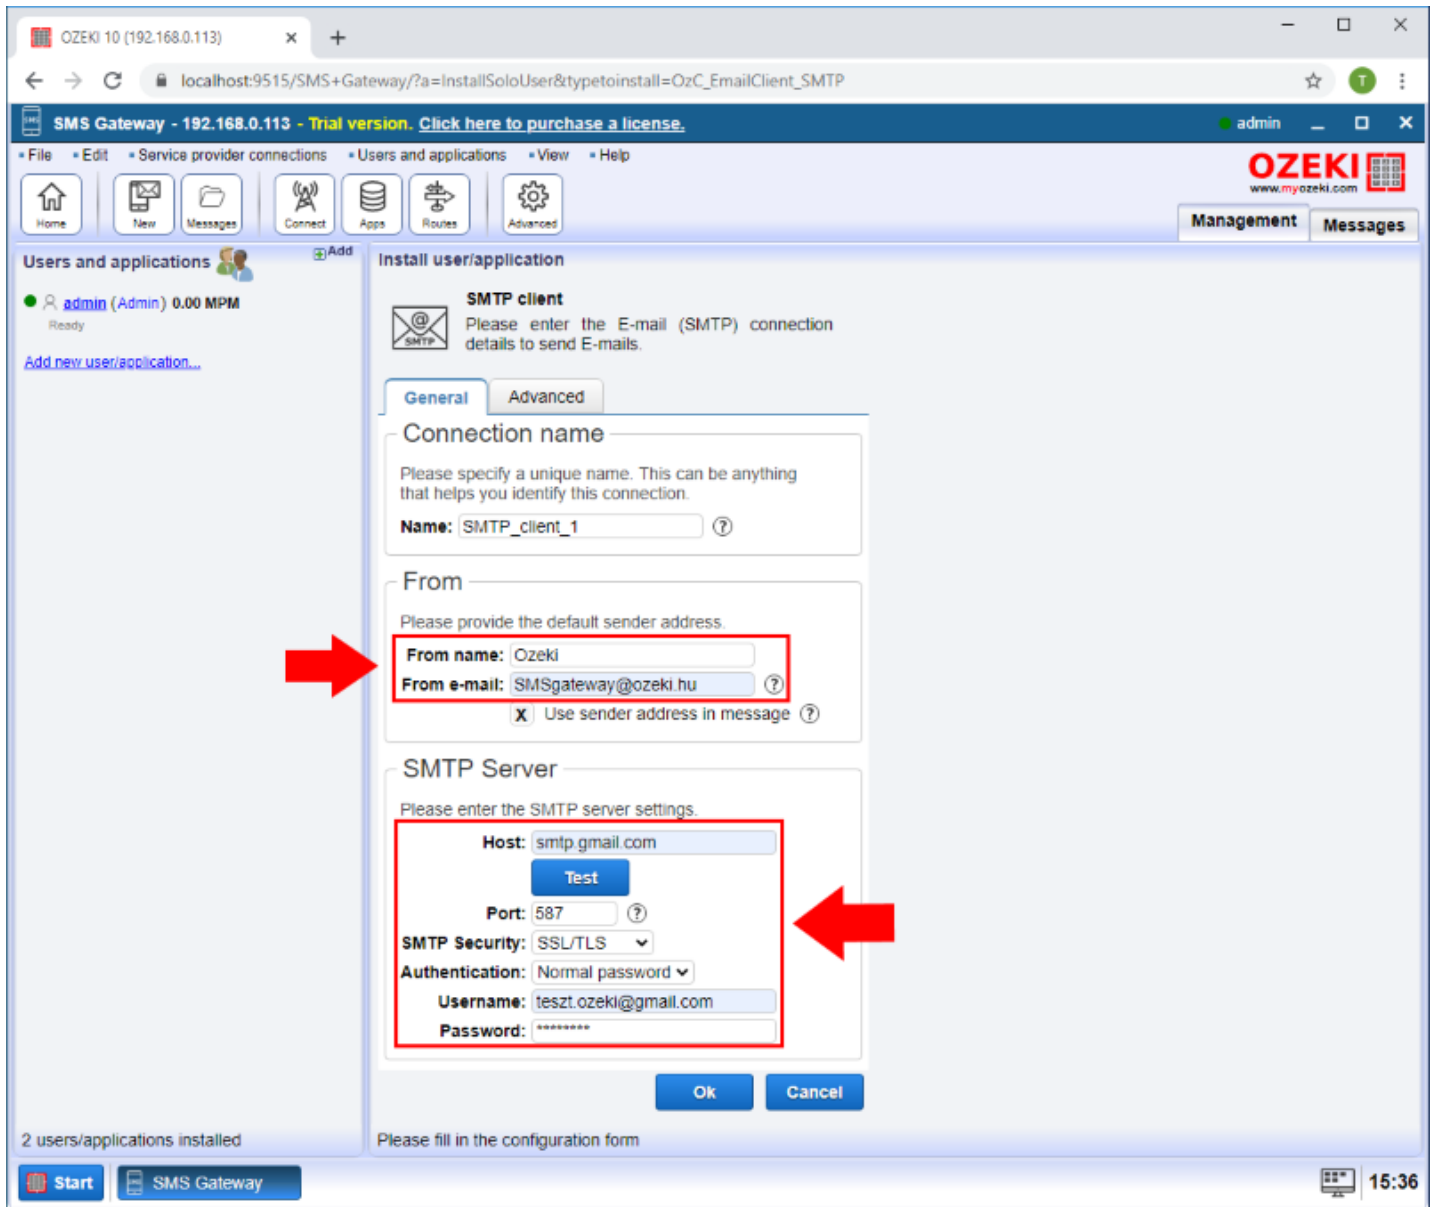 OZEKI 10 (192.168.0.113)
localhost:9515/SMS+Gateway/?a=InstallSoloUser&typetoinstall=OzC_EmailClient_SMTP
T
SMS Gateway - 192.168.0.113 - Trial version. Click here to purchase a license.
admin
File Edit Service provider connections Users and applications View Help
OZEKI
www.myozeki.com
Home New Messages Connect Apps Routes Advanced
Management Messages
Users and applications Add
admin (Admin) 0.00 MPM
Ready
Add new user/application...
Install user/application
SMTP client
Please enter the E-mail (SMTP) connection
details to send E-mails.
@
SMTP
General Advanced
Connection name
Please specify a unique name. This can be anything
that helps you identify this connection.
Name: SMTP_client_1 ?
From
Please provide the default sender address.
From name: Ozeki
From e-mail: SMSgateway@ozeki.hu ?
X Use sender address in message ?
SMTP Server
Please enter the SMTP server settings.
Host: smtp.gmail.com
Test
Port: 587 ?
SMTP Security: SSL/TLS
Authentication: Normal password
Username: teszt.ozeki@gmail.com
Password: ********
Ok Cancel
2 users/applications installed
Please fill in the configuration form
Start SMS Gateway 15:36